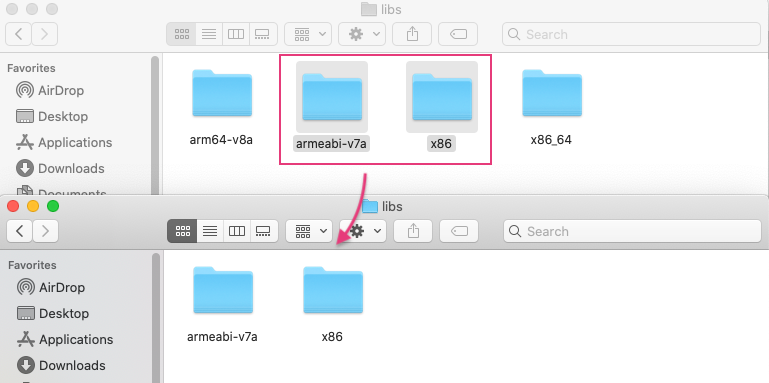 libs
Search
Favorites
AirDrop
Desktop
Applications
Downloads
Documents
arm64-v8a
armeabi-v7a
x86
x86_64
libs
Search
Favorites
AirDrop
Desktop
Applications
Downloads
armeabi-v7a
x86